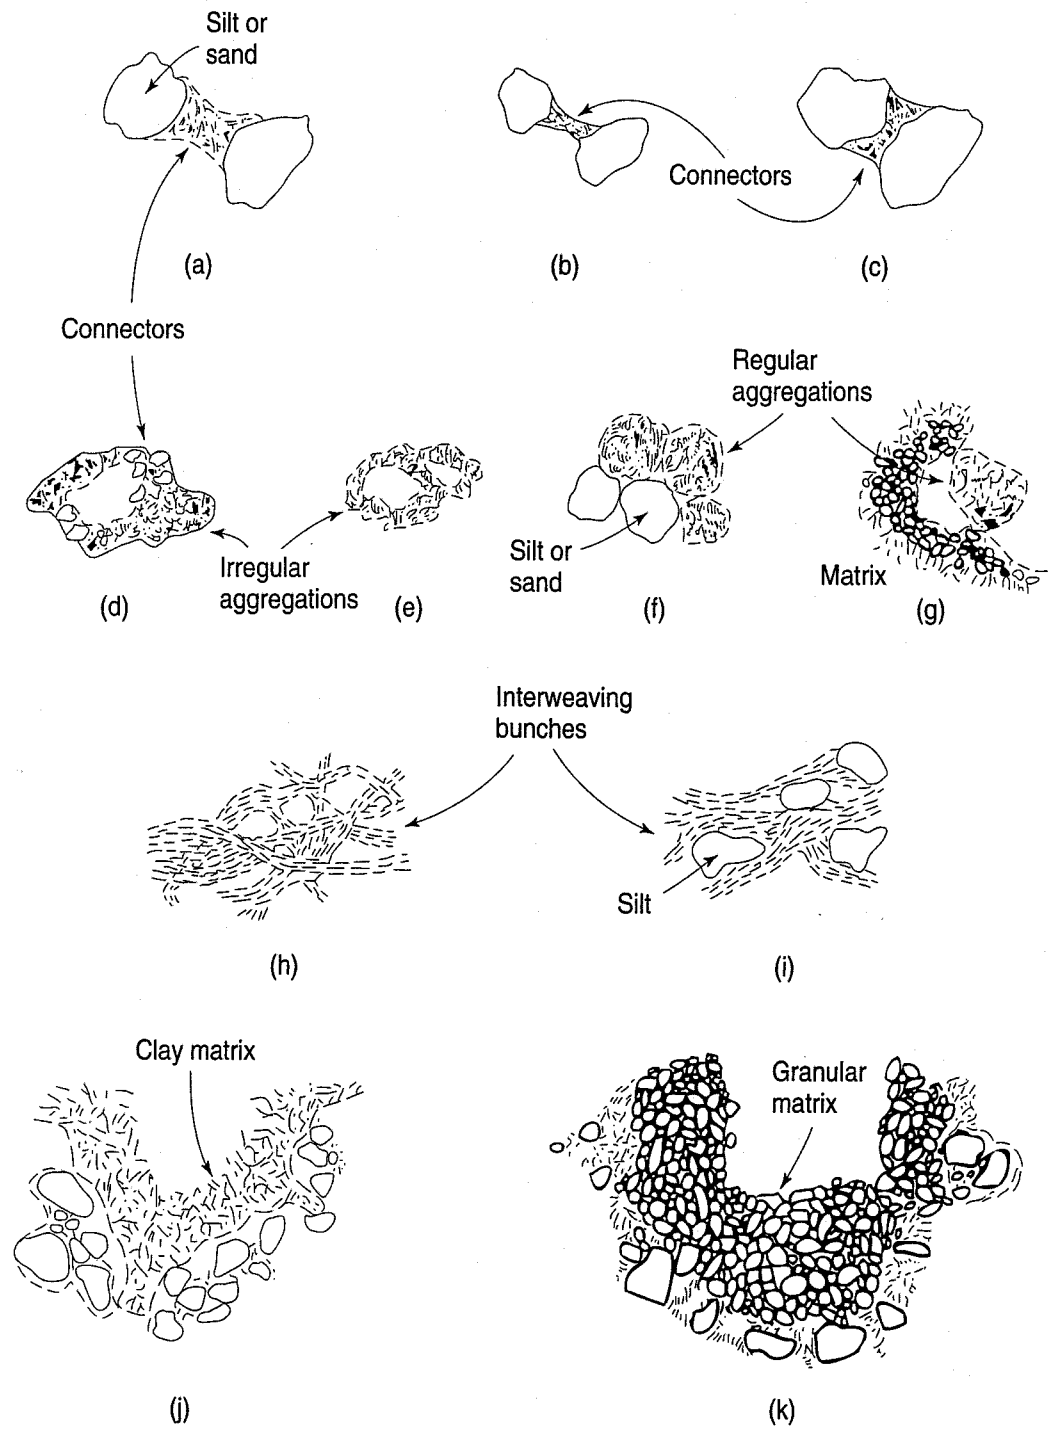 Silt or
sand
Connectors
(a)
(b)
(c)
Connectors
Regular
aggregations
Silt or
sand
Matrix
Irregular
aggregations
(d)
(e)
(f)
(g)
Interweaving
bunches
Silt
(h)
(i)
Clay matrix
Granular
matrix
(j)
(k)